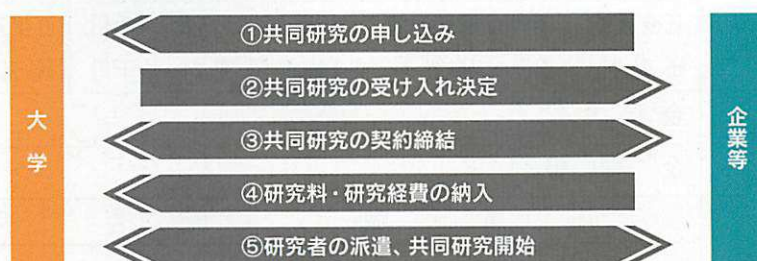 ①共同研究の申し込み
②共同研究の受け入れ決定
大学
③共同研究の契約締結
企業等
④研究料・研究経費の納入
⑤研究者の派遣、共同研究開始